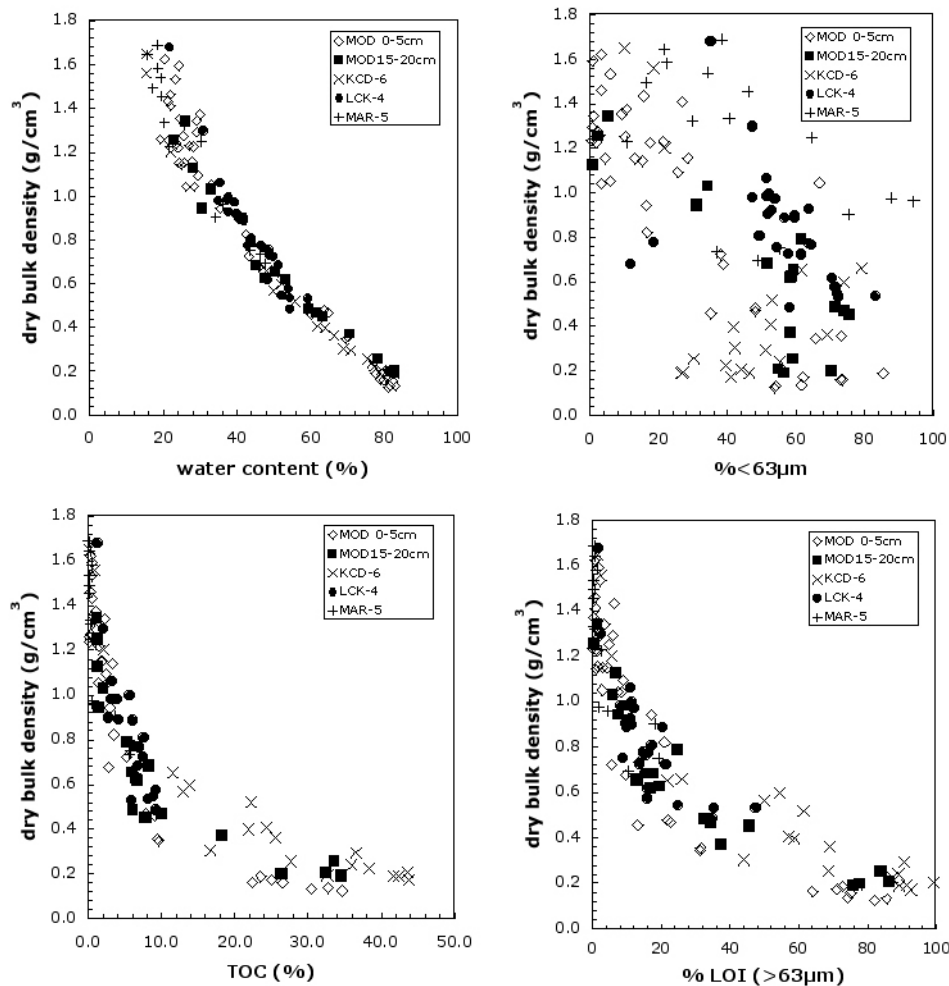 1.8
1.6
1.4
1.2
1.0
0.8
0.6
0.4
0.2
0.0
dry bulk density (g/cm³)
MOD 0-5cm
MOD15-20cm
KCD-6
LCK-4
MAR-5
0 20 40 60 80 100
water content (%)
1.8
1.6
1.4
1.2
1.0
0.8
0.6
0.4
0.2
0.0
dry bulk density (g/cm³)
MOD 0-5cm
MOD15-20cm
KCD-6
LCK-4
MAR-5
0 20 40 60 80 100
%<63μm
1.8
1.6
1.4
1.2
1.0
0.8
0.6
0.4
0.2
0.0
dry bulk density (g/cm³)
MOD 0-5cm
MOD15-20cm
KCD-6
LCK-4
MAR-5
0.0 10.0 20.0 30.0 40.0 50.0
TOC (%)
1.8
1.6
1.4
1.2
1.0
0.8
0.6
0.4
0.2
0.0
dry bulk density (g/cm³)
MOD 0-5cm
MOD15-20cm
KCD-6
LCK-4
MAR-5
0 20 40 60 80 100
% LOI (>63μm)